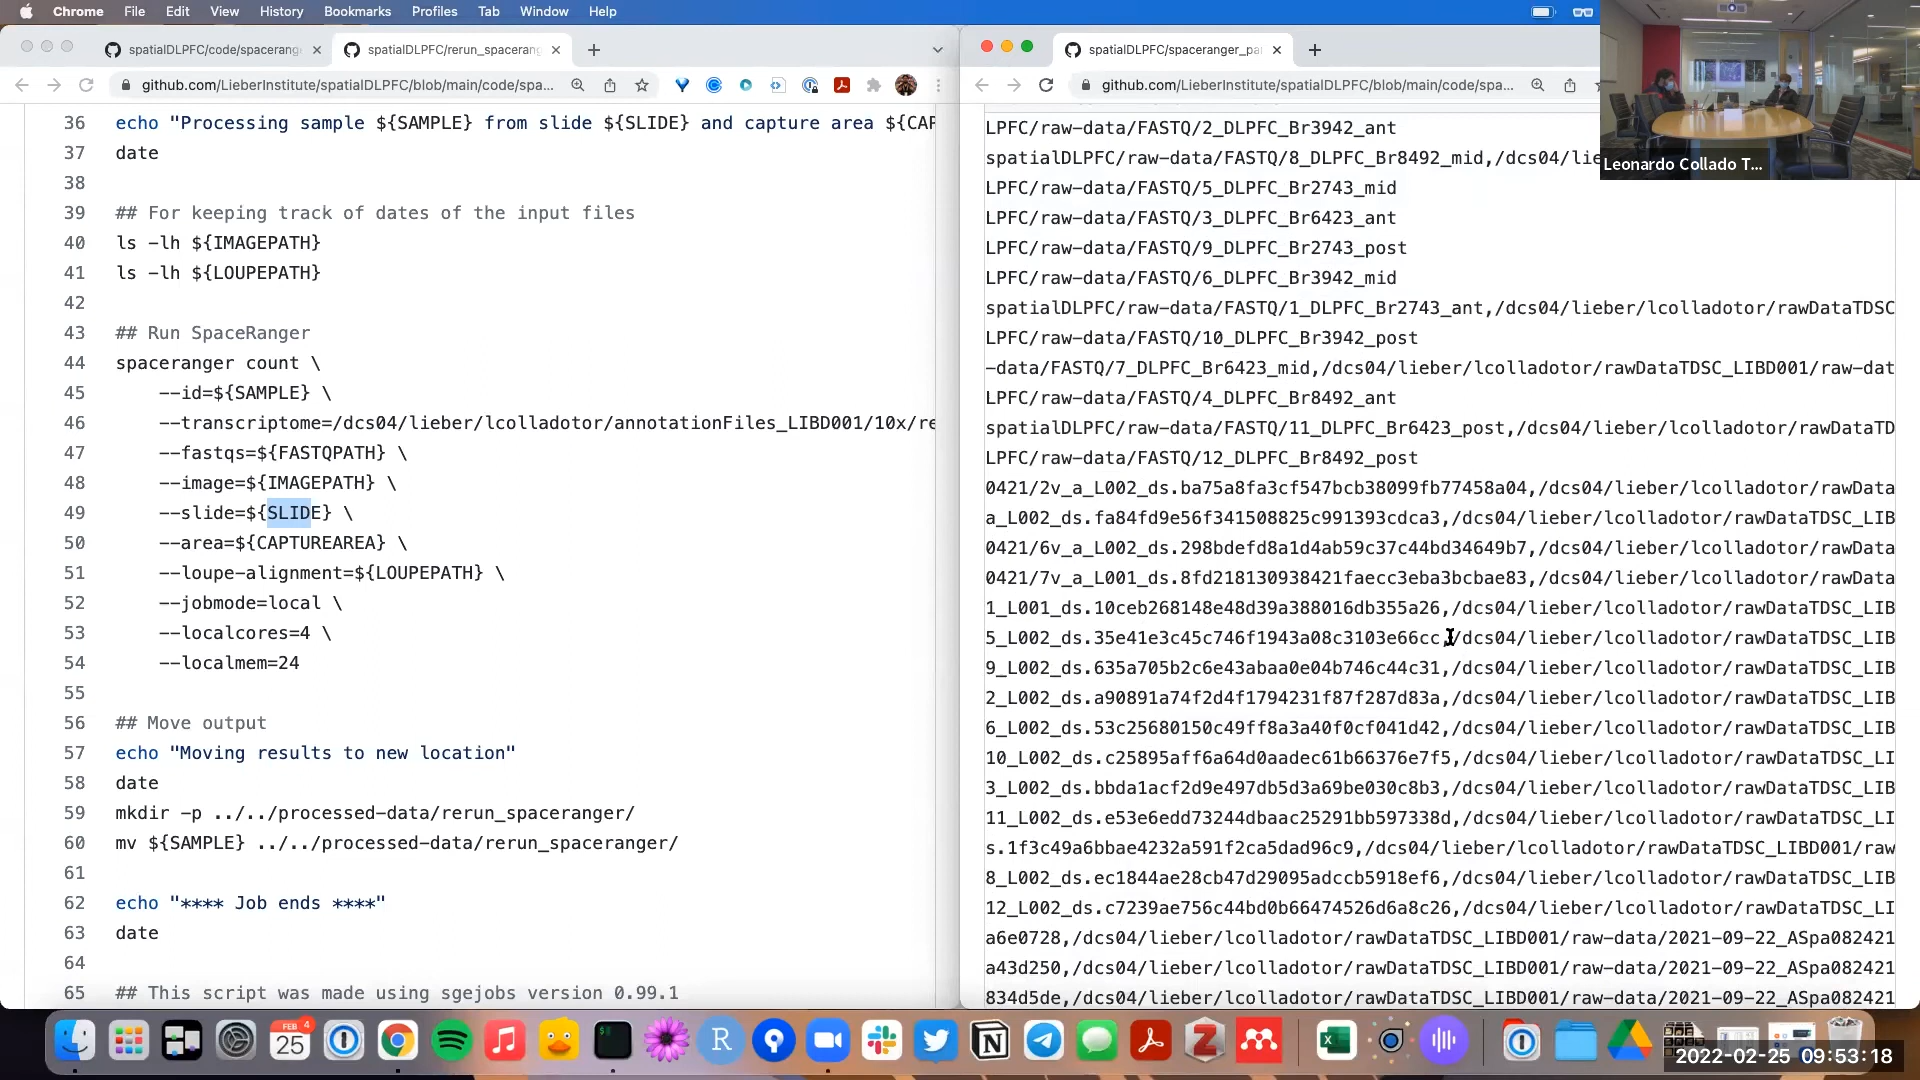 Chrome File Edit View History Bookmarks Profiles Tab Window Help
spatialDLPFC/code/spacerange
spatialDLPFC/rerun_spacerang
spatialDLPFC/spaceranger_pa
github.com/LieberInstitute/spatialDLPFC/blob/main/code/spa...
github.com/LieberInstitute/spatialDLPFC/blob/main/code/spa...
Leonardo Collado T...
36 echo "Processing sample ${SAMPLE} from slide ${SLIDE} and capture area ${CAP
37 date
38
39 ## For keeping track of dates of the input files
40 ls -lh ${IMAGEPATH}
41 ls -lh ${LOUPEPATH}
42
43 ## Run SpaceRanger
44 spaceranger count \
45 --id=${SAMPLE} \
46 --transcriptome=/dcs04/lieber/lcolladotor/annotationFiles_LIBD001/10x/re
47 --fastqs=${FASTQPATH} \
48 --image=${IMAGEPATH} \
49 --slide=${SLIDE} \
50 --area=${CAPTUREAREA} \
51 --loupe-alignment=${LOUPEPATH} \
52 --jobmode=local \
53 --localcores=4 \
54 --localmem=24
55
56 ## Move output
57 echo "Moving results to new location"
58 date
59 mkdir -p ../../processed-data/rerun_spaceranger/
60 mv ${SAMPLE} ../../processed-data/rerun_spaceranger/
61
62 echo "**** Job ends ****"
63 date
64
65 ## This script was made using sgejobs version 0.99.1
LPFC/raw-data/FASTQ/2_DLPFC_Br3942_ant
spatialDLPFC/raw-data/FASTQ/8_DLPFC_Br8492_mid,/dcs04/lie
LPFC/raw-data/FASTQ/5_DLPFC_Br2743_mid
LPFC/raw-data/FASTQ/3_DLPFC_Br6423_ant
LPFC/raw-data/FASTQ/9_DLPFC_Br2743_post
LPFC/raw-data/FASTQ/6_DLPFC_Br3942_mid
spatialDLPFC/raw-data/FASTQ/1_DLPFC_Br2743_ant,/dcs04/lieber/lcolladotor/rawDataTDSC
LPFC/raw-data/FASTQ/10_DLPFC_Br3942_post
-data/FASTQ/7_DLPFC_Br6423_mid,/dcs04/lieber/lcolladotor/rawDataTDSC_LIBD001/raw-dat
LPFC/raw-data/FASTQ/4_DLPFC_Br8492_ant
spatialDLPFC/raw-data/FASTQ/11_DLPFC_Br6423_post,/dcs04/lieber/lcolladotor/rawDataTD
LPFC/raw-data/FASTQ/12_DLPFC_Br8492_post
0421/2v_a_L002_ds.ba75a8fa3cf547bcb38099fb77458a04,/dcs04/lieber/lcolladotor/rawData
a_L002_ds.fa84fd9e56f341508825c991393cdca3,/dcs04/lieber/lcolladotor/rawDataTDSC_LIB
0421/6v_a_L002_ds.298bdefd8a1d4ab59c37c44bd34649b7,/dcs04/lieber/lcolladotor/rawData
0421/7v_a_L001_ds.8fd218130938421faecc3eba3bcbae83,/dcs04/lieber/lcolladotor/rawData
1_L001_ds.10ceb268148e48d39a388016db355a26,/dcs04/lieber/lcolladotor/rawDataTDSC_LIB
5_L002_ds.35e41e3c45c746f1943a08c3103e66cc,/dcs04/lieber/lcolladotor/rawDataTDSC_LIB
9_L002_ds.635a705b2c6e43abaa0e04b746c44c31,/dcs04/lieber/lcolladotor/rawDataTDSC_LIB
2_L002_ds.a90891a74f2d4f1794231f87f287d83a,/dcs04/lieber/lcolladotor/rawDataTDSC_LIB
6_L002_ds.53c25680150c49ff8a3a40f0cf041d42,/dcs04/lieber/lcolladotor/rawDataTDSC_LIB
10_L002_ds.c25895aff6a64d0aadec61b66376e7f5,/dcs04/lieber/lcolladotor/rawDataTDSC_LI
3_L002_ds.bbda1acf2d9e497db5d3a69be030c8b3,/dcs04/lieber/lcolladotor/rawDataTDSC_LIB
11_L002_ds.e53e6edd73244dbaac25291bb597338d,/dcs04/lieber/lcolladotor/rawDataTDSC_LI
s.1f3c49a6bbae4232a591f2ca5dad96c9,/dcs04/lieber/lcolladotor/rawDataTDSC_LIBD001/raw
8_L002_ds.ec1844ae28cb47d29095adccb5918ef6,/dcs04/lieber/lcolladotor/rawDataTDSC_LIB
12_L002_ds.c7239ae756c44bd0b66474526d6a8c26,/dcs04/lieber/lcolladotor/rawDataTDSC_LI
a6e0728,/dcs04/lieber/lcolladotor/rawDataTDSC_LIBD001/raw-data/2021-09-22_ASpa082421
a43d250,/dcs04/lieber/lcolladotor/rawDataTDSC_LIBD001/raw-data/2021-09-22_ASpa082421
834d5de,/dcs04/lieber/lcolladotor/rawDataTDSC_LIBD001/raw-data/2021-09-22_ASpa082421
FEB 4
25
2022-02-25 09:53:18